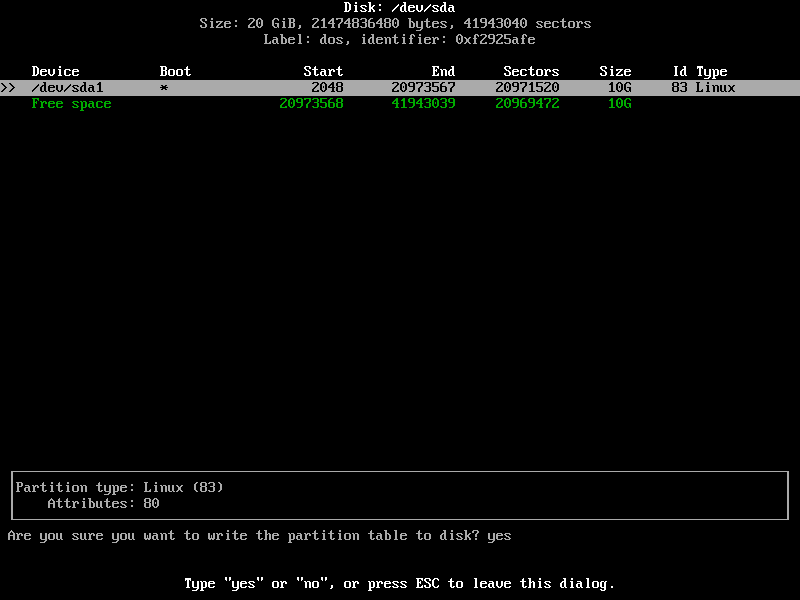 Disk: /dev/sda
Size: 20 GiB, 21474836480 bytes, 41943040 sectors
Label: dos, identifier: 0xf2925afe
Device Boot Start End Sectors Size Id Type
>> /dev/sda1 * 2048 20973567 20971520 10G 83 Linux
Free space 20973568 41943039 20969472 10G
Partition type: Linux (83)
Attributes: 80
Are you sure you want to write the partition table to disk? yes
Type "yes" or "no", or press ESC to leave this dialog.